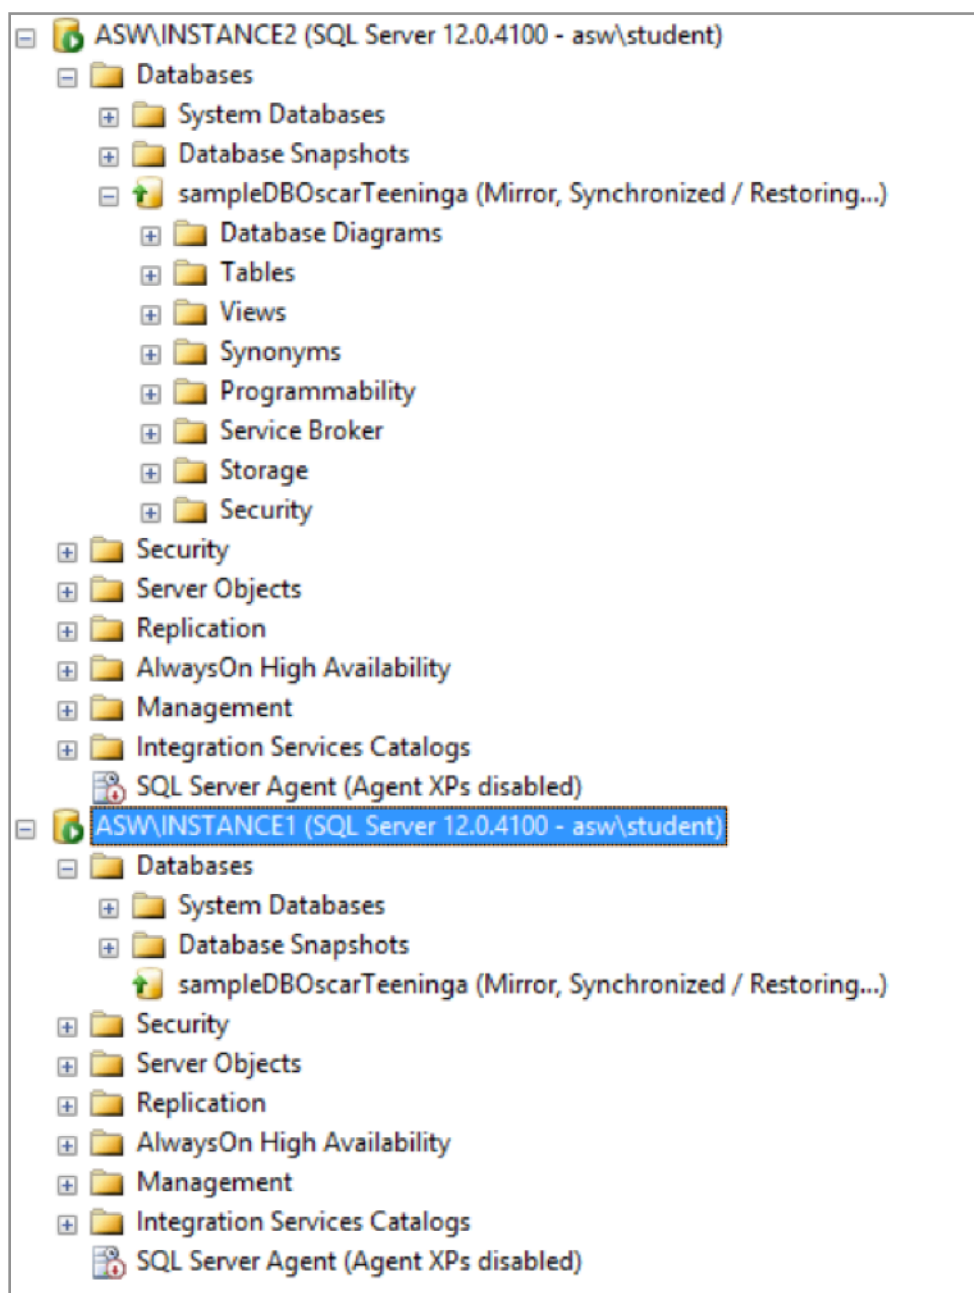 ASW\INSTANCE2 (SQL Server 12.0.4100 - asw\student)
Databases
System Databases
Database Snapshots
sampleDBOscarTeeninga (Mirror, Synchronized / Restoring...)
Database Diagrams
Tables
Views
Synonyms
Programmability
Service Broker
Storage
Security
Security
Server Objects
Replication
AlwaysOn High Availability
Management
Integration Services Catalogs
SQL Server Agent (Agent XPs disabled)
ASW\INSTANCE1 (SQL Server 12.0.4100 - asw\student)
Databases
System Databases
Database Snapshots
sampleDBOscarTeeninga (Mirror, Synchronized / Restoring...)
Security
Server Objects
Replication
AlwaysOn High Availability
Management
Integration Services Catalogs
SQL Server Agent (Agent XPs disabled)